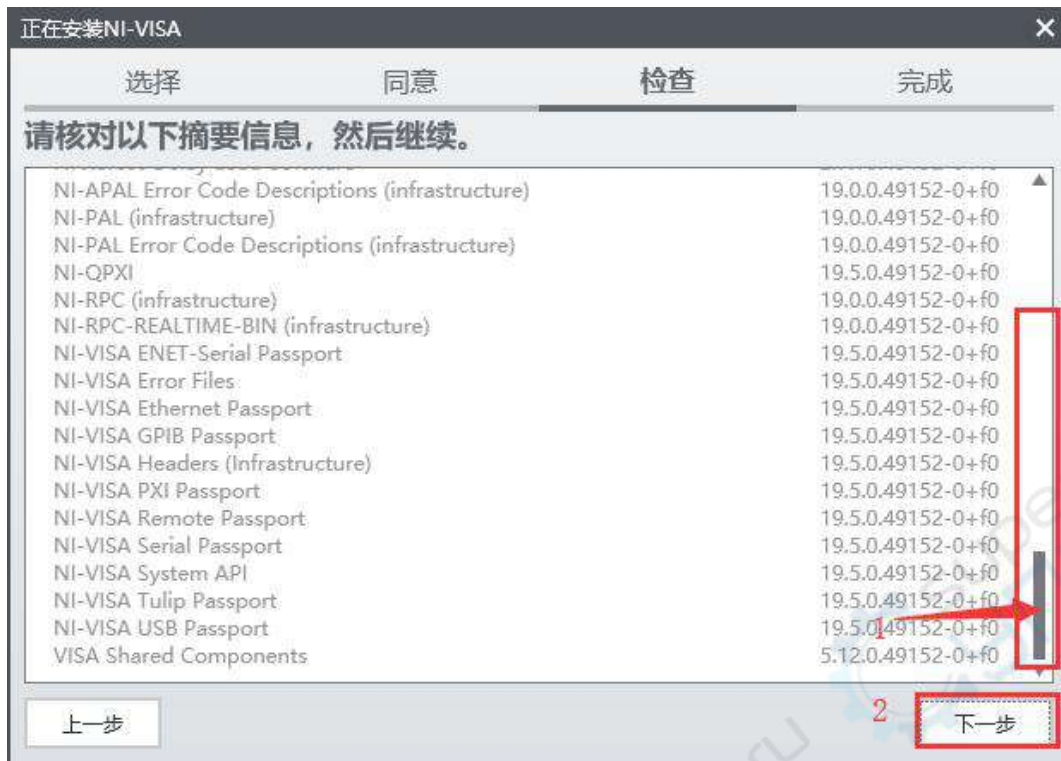 正在安装NI-VISA
选择 同意 检查 完成
请核对以下摘要信息，然后继续。
NI-APAL Error Code Descriptions (infrastructure) 19.0.0.49152-0+f0
NI-PAL (infrastructure) 19.0.0.49152-0+f0
NI-PAL Error Code Descriptions (infrastructure) 19.0.0.49152-0+f0
NI-QPXI 19.5.0.49152-0+f0
NI-RPC (infrastructure) 19.0.0.49152-0+f0
NI-RPC-REALTIME-BIN (infrastructure) 19.0.0.49152-0+f0
NI-VISA ENET-Serial Passport 19.5.0.49152-0+f0
NI-VISA Error Files 19.5.0.49152-0+f0
NI-VISA Ethernet Passport 19.5.0.49152-0+f0
NI-VISA GPIB Passport 19.5.0.49152-0+f0
NI-VISA Headers (Infrastructure) 19.5.0.49152-0+f0
NI-VISA PXI Passport 19.5.0.49152-0+f0
NI-VISA Remote Passport 19.5.0.49152-0+f0
NI-VISA Serial Passport 19.5.0.49152-0+f0
NI-VISA System API 19.5.0.49152-0+f0
NI-VISA Tulip Passport 19.5.0.49152-0+f0
NI-VISA USB Passport 19.5.0.49152-0+f0
1
VISA Shared Components 5.12.0.49152-0+f0
上一步 2 下一步